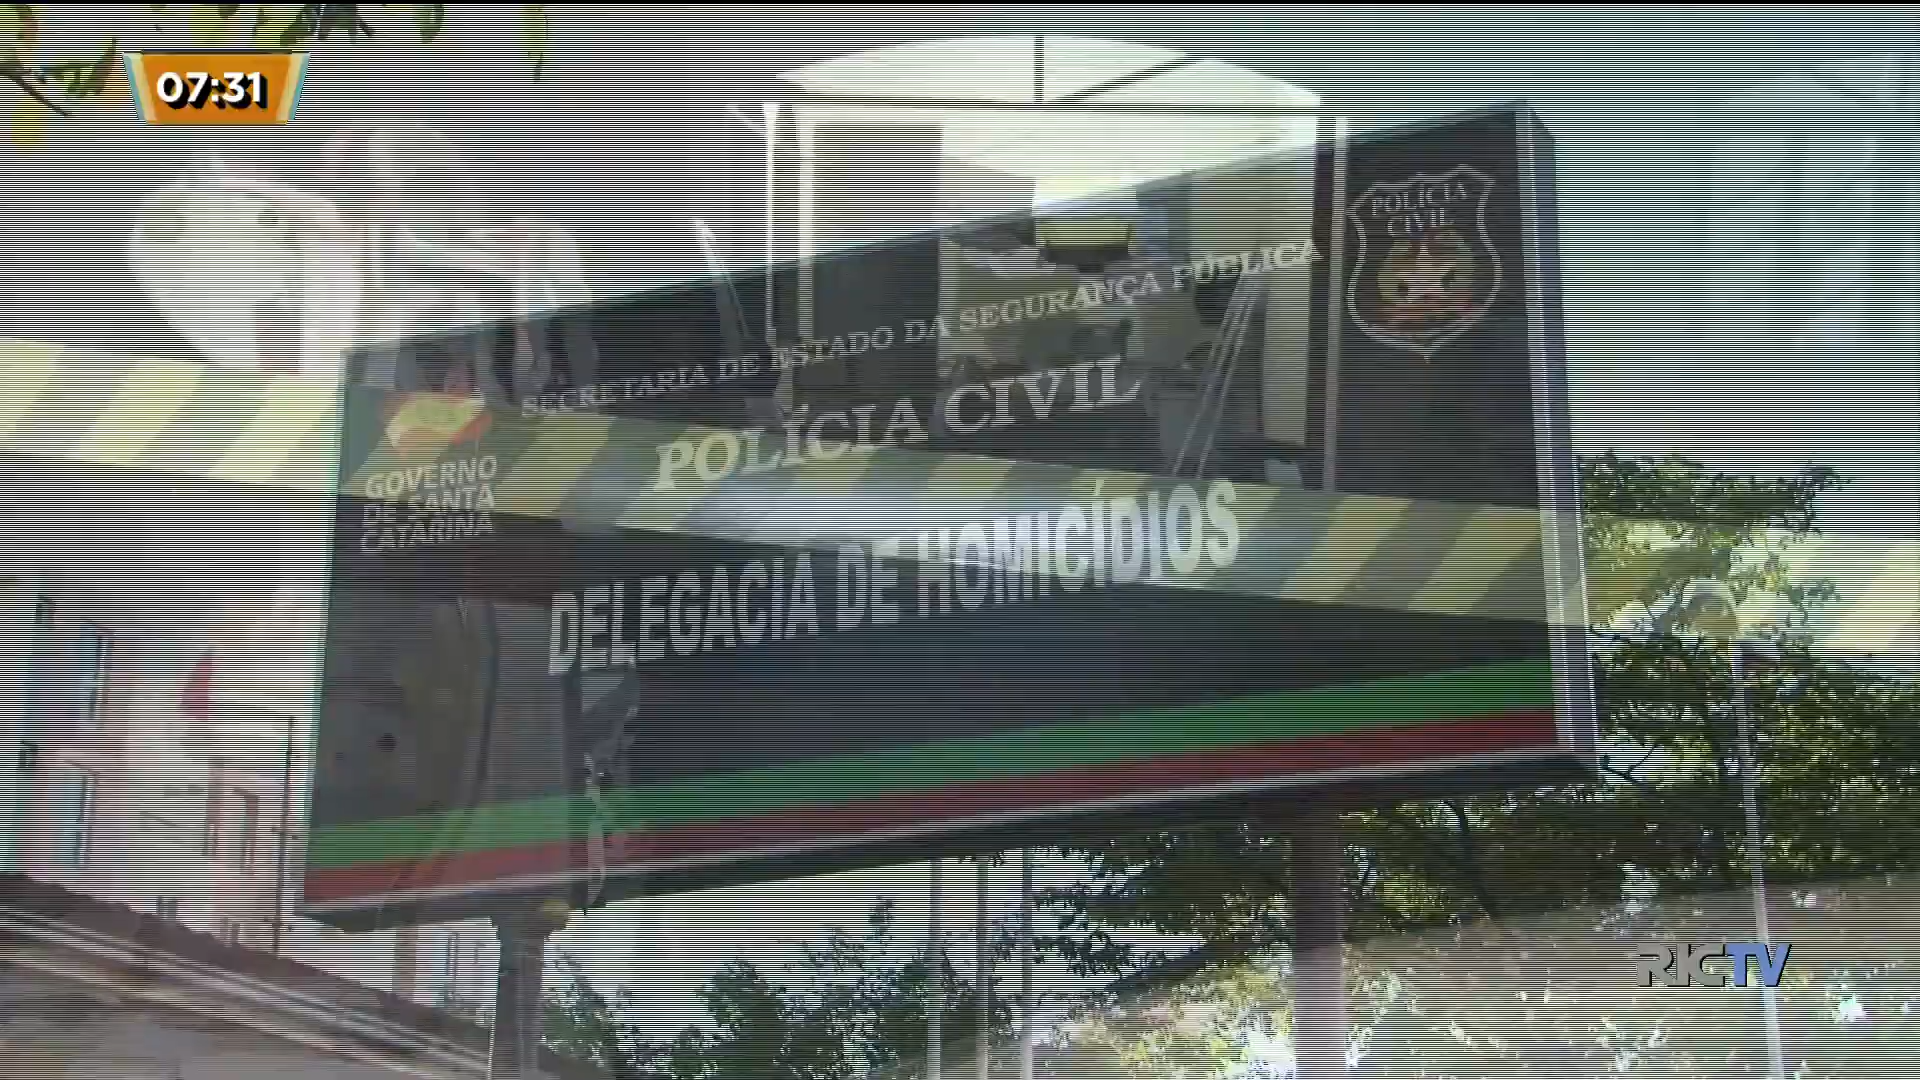 07:31
SECRETARIA DE ESTADO DA SEGURANÇA PÚBLICA
POLÍCIA
CIVIL
POLÍCIA CIVIL
GOVERNO
DE SANTA
CATARINA
DELEGACIA DE HOMICÍDIOS
RICTV